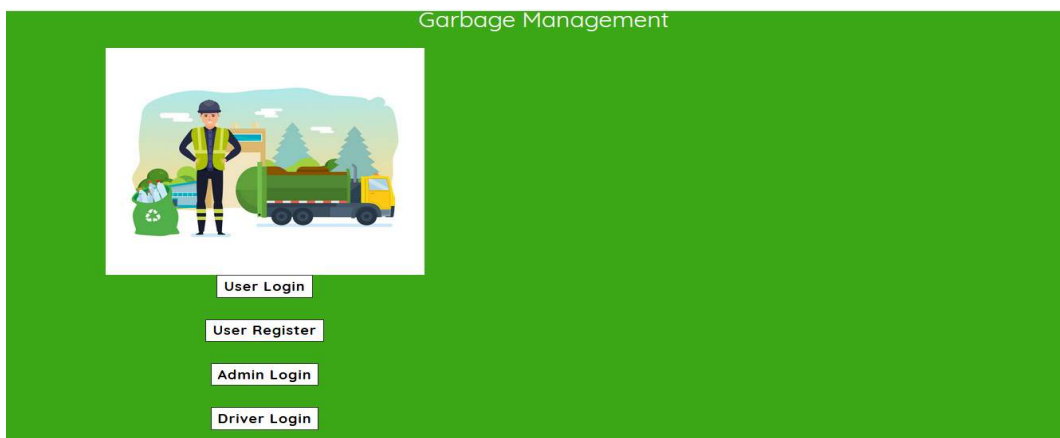 Garbage Management
User Login
User Register
Admin Login
Driver Login